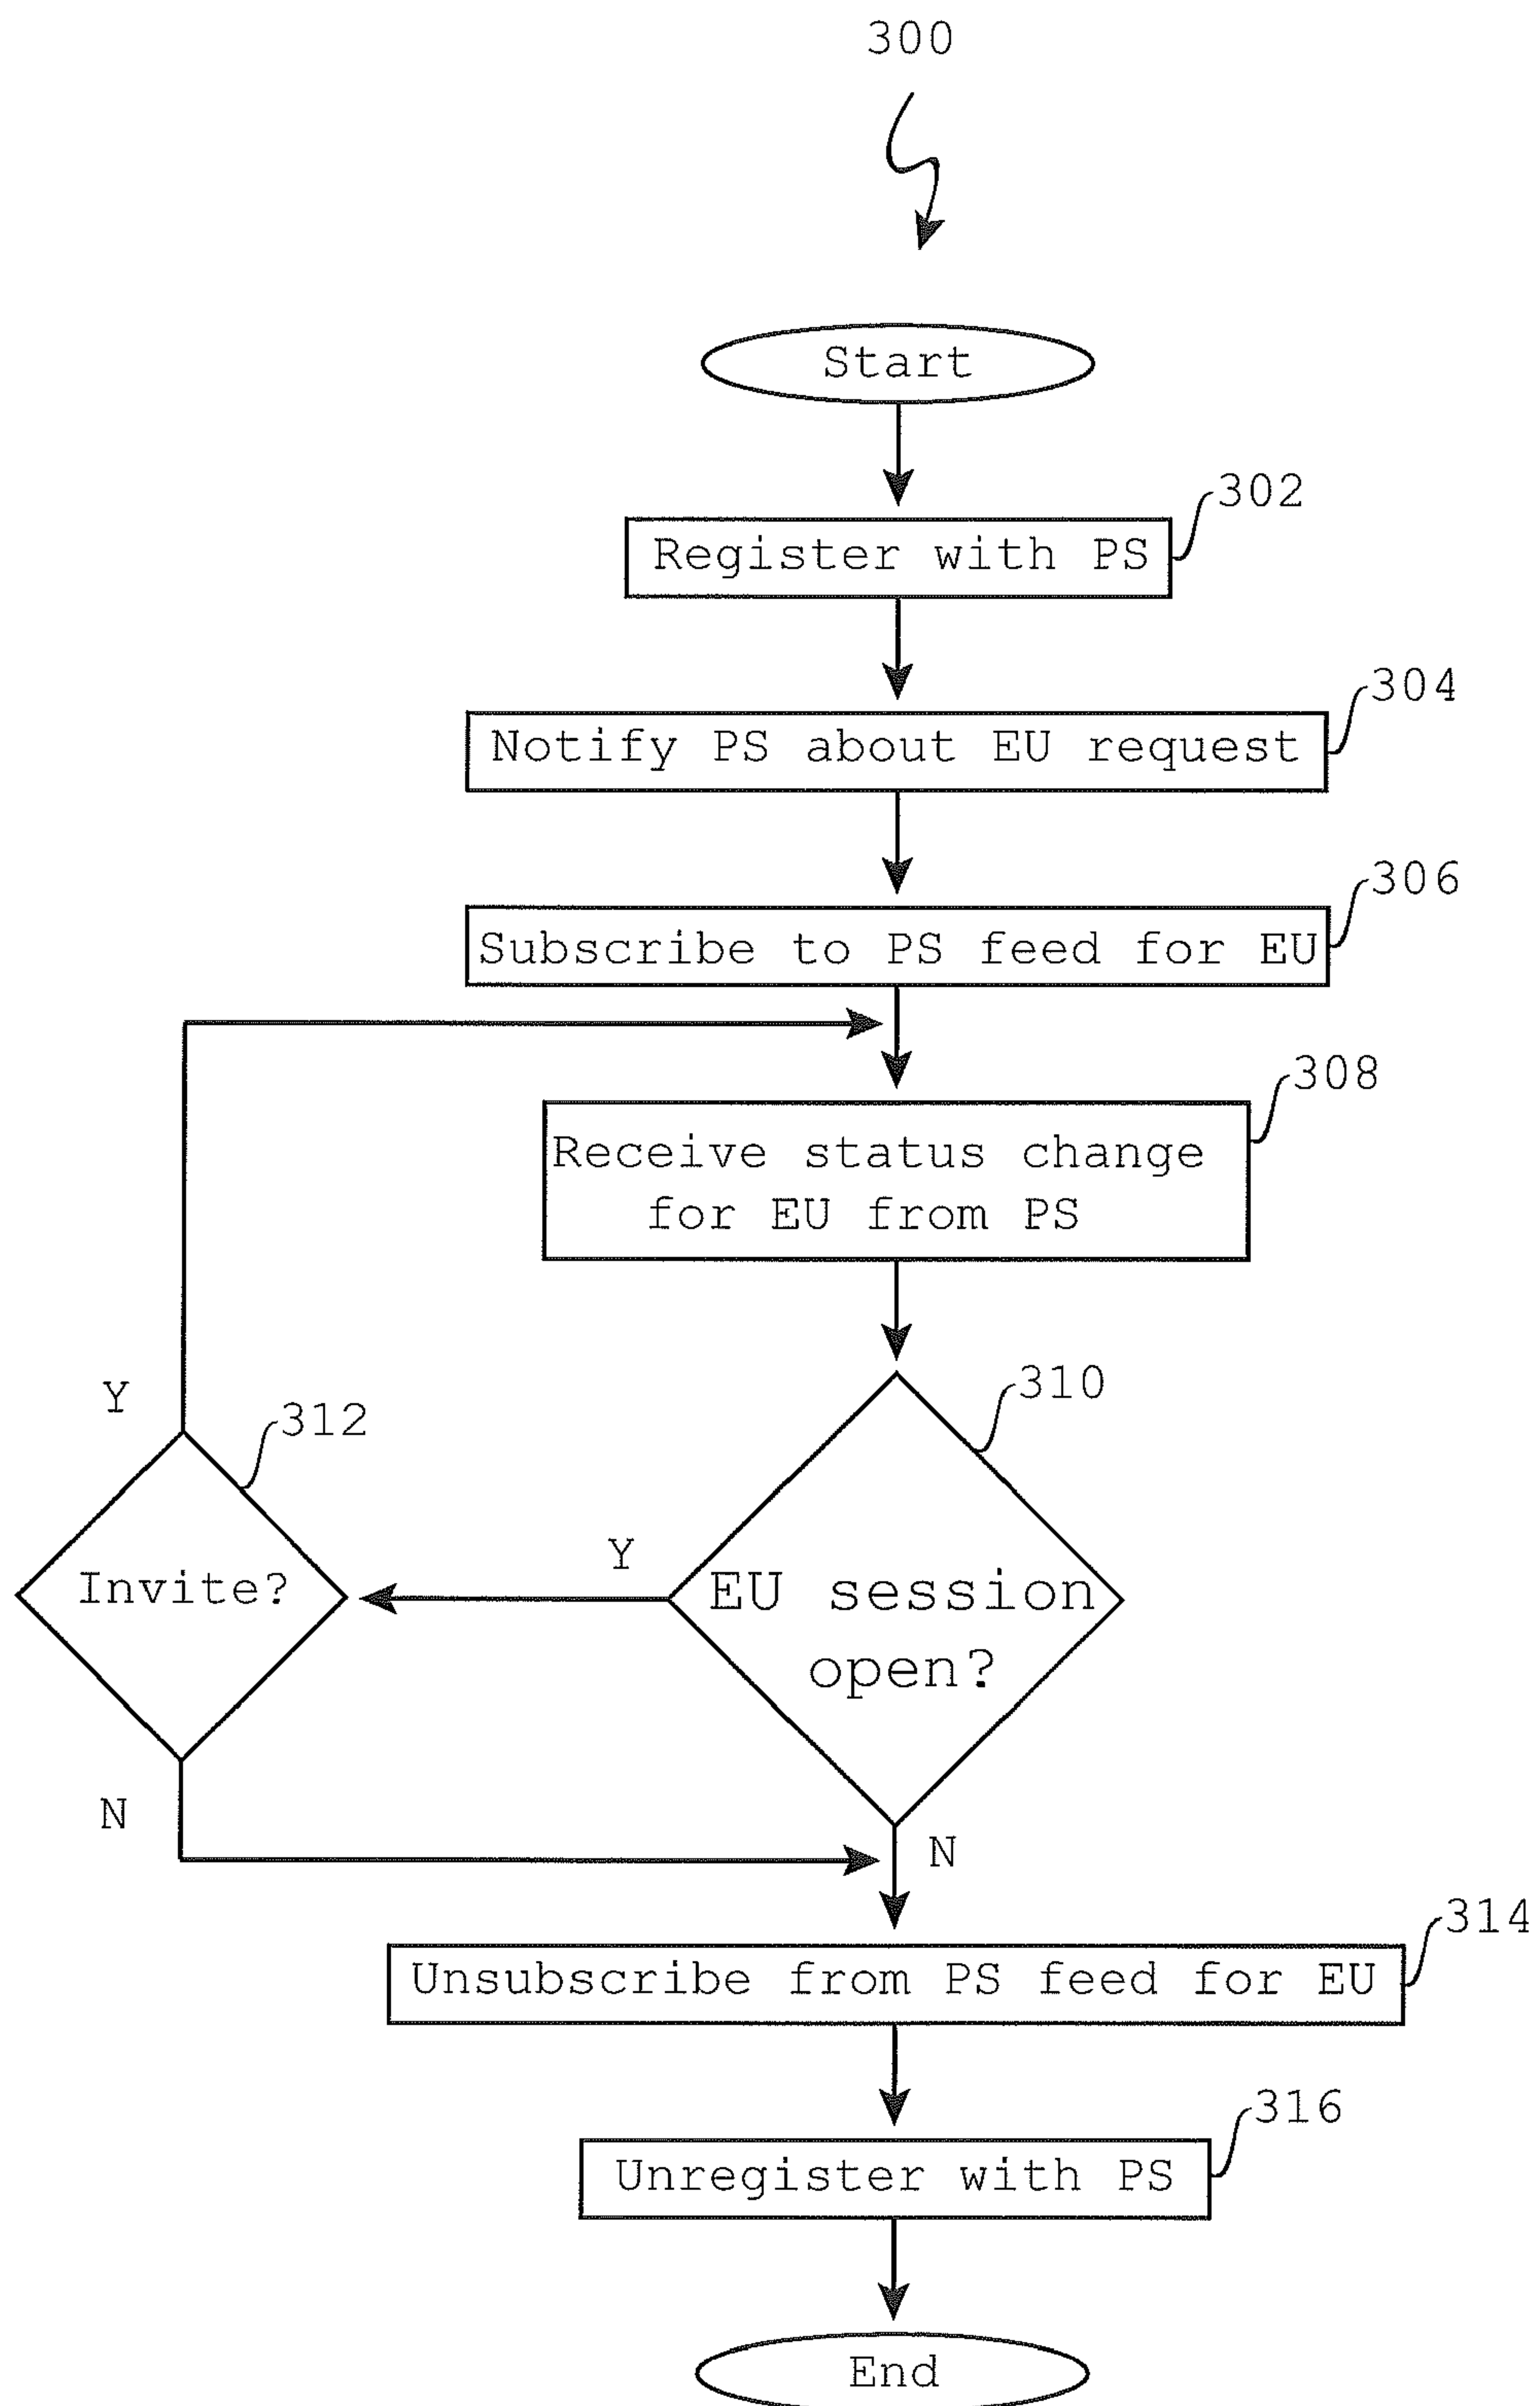 300
Start
302
Register with PS
304
Notify PS about EU request
306
Subscribe to PS feed for EU
308
Receive status change
for EU from PS
310
Y
312
Y
Invite?
EU session
open?
N
N
314
Unsubscribe from PS feed for EU
316
Unregister with PS
End